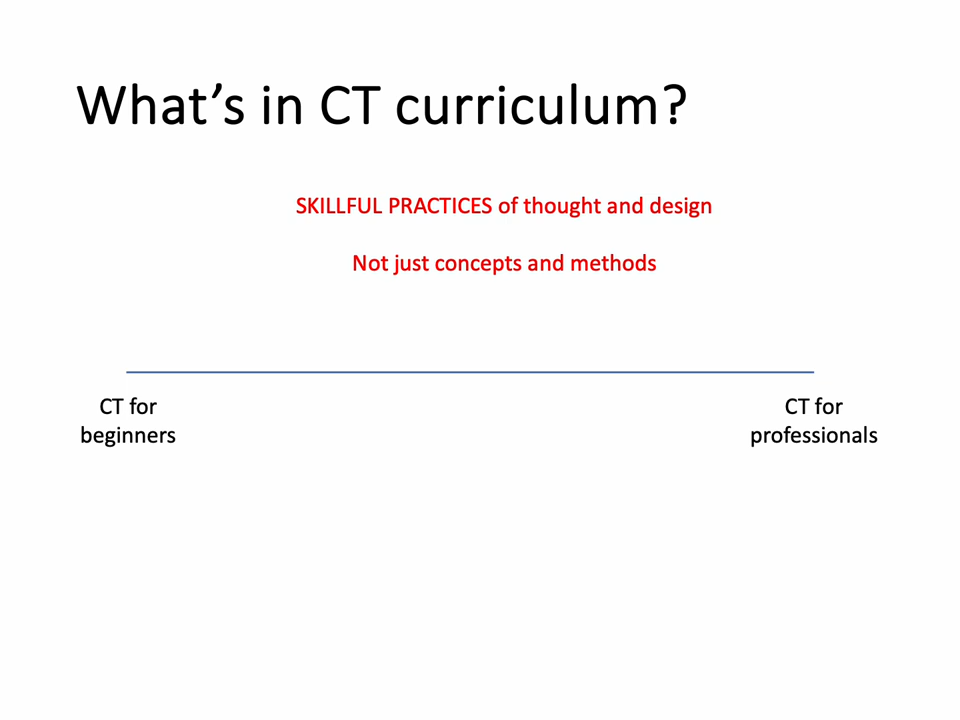 What’s in CT curriculum?
SKILLFUL PRACTICES of thought and design
Not just concepts and methods
CT for
beginners
CT for
professionals